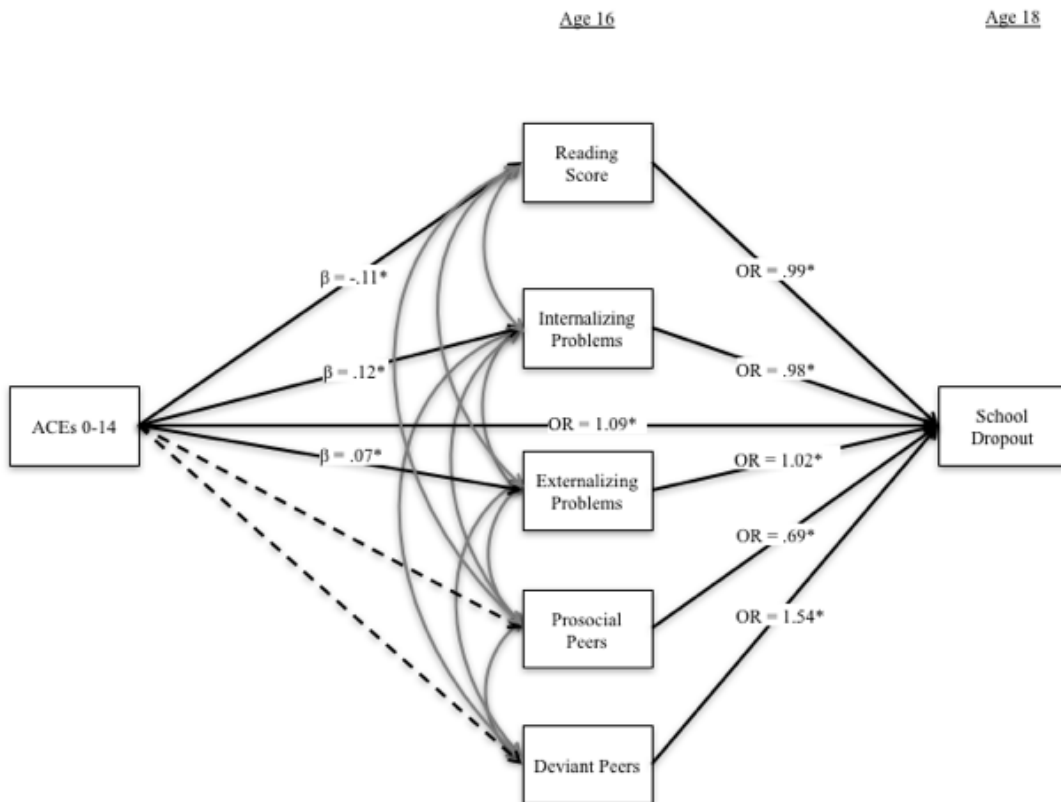 Age 16
Age 18
Reading
Score
β = -.11*
OR = .99*
Internalizing
Problems
β = .12*
OR = .98*
ACEs 0-14
OR = 1.09*
School
Dropout
β = .07*
Externalizing
Problems
OR = 1.02*
OR = .69*
Prosocial
Peers
OR = 1.54*
Deviant Peers